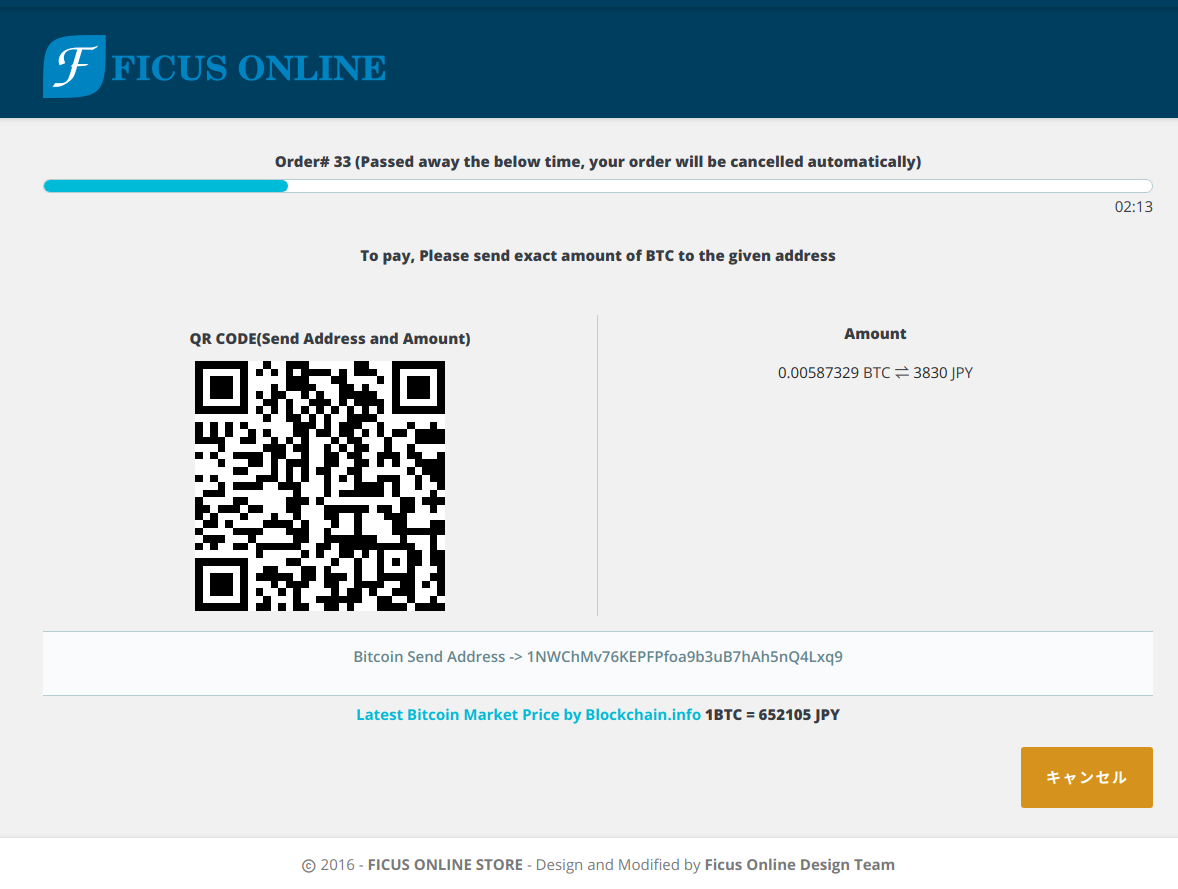 F FICUS ONLINE
Order# 33 (Passed away the below time, your order will be cancelled automatically)
02:13
To pay, Please send exact amount of BTC to the given address
QR CODE(Send Address and Amount)
Amount
0.00587329 BTC ⇌ 3830 JPY
Bitcoin Send Address -> 1NWChMv76KEPFPfoa9b3uB7hAh5nQ4Lxq9
Latest Bitcoin Market Price by Blockchain.info 1BTC = 652105 JPY
キャンセル
© 2016 - FICUS ONLINE STORE - Design and Modified by Ficus Online Design Team